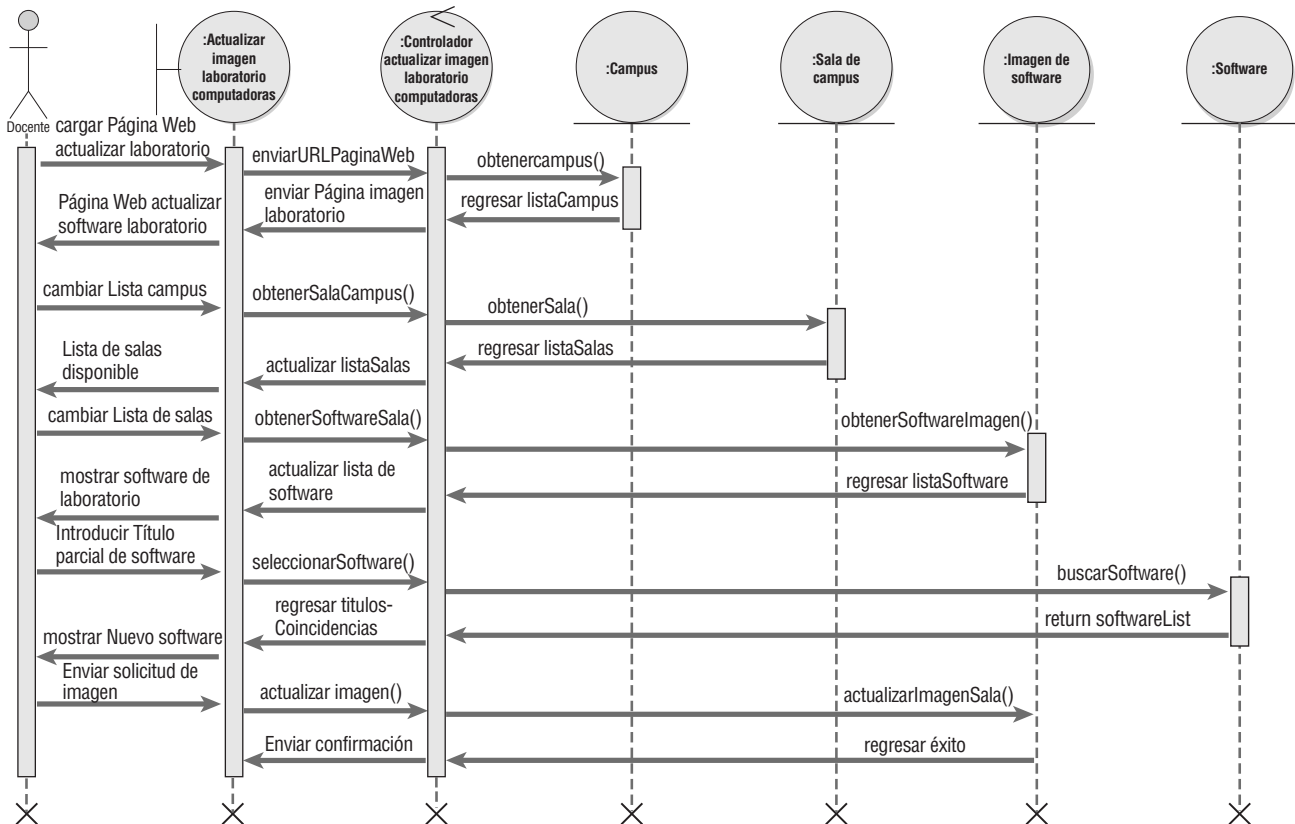 :Actualizar
imagen
laboratorio
computadoras
:Controlador
actualizar imagen
laboratorio
computadoras
:Campus
:Sala de
campus
:Imagen de
software
:Software
Docente
cargar Página Web
actualizar laboratorio
enviarURLPaginaWeb
obtenercampus()
enviar Página imagen
laboratorio
regresar listaCampus
Página Web actualizar
software laboratorio
cambiar Lista campus
obtenerSalaCampus()
obtenerSala()
Lista de salas
disponible
actualizar listaSalas
regresar listaSalas
cambiar Lista de salas
obtenerSoftwareSala()
obtenerSoftwareImagen()
mostrar software de
laboratorio
actualizar lista de
software
regresar listaSoftware
Introducir Título
parcial de software
seleccionarSoftware()
buscarSoftware()
regresar titulos-
Coincidencias
return softwareList
mostrar Nuevo software
Enviar solicitud de
imagen
actualizar imagen()
actualizarImagenSala()
Enviar confirmación
regresar éxito